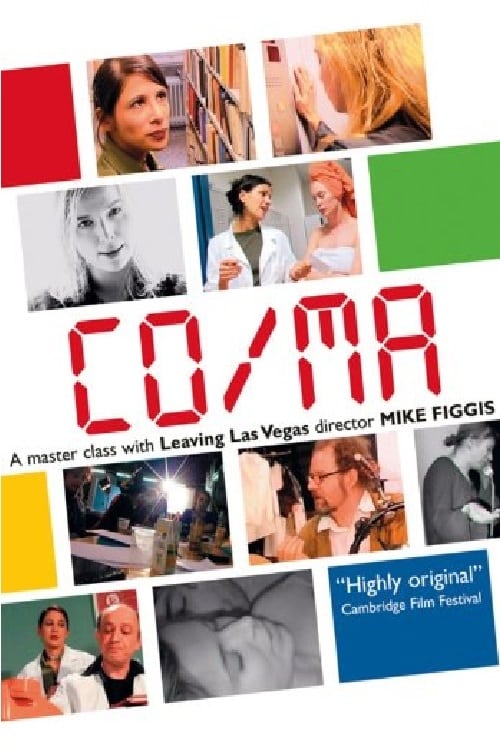 CO/MA
A master class with Leaving Las Vegas director MIKE FIGGIS
“Highly original”
Cambridge Film Festival